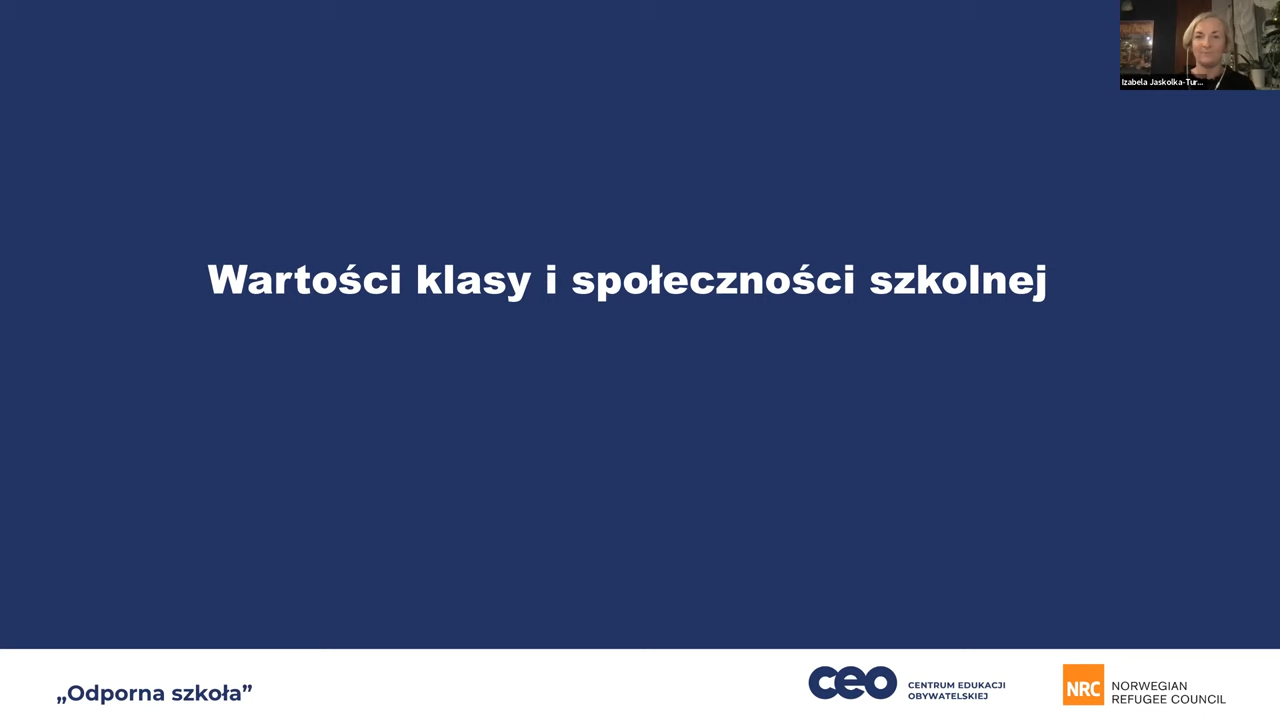 Izabela Jaskolka-Tur...
Wartości klasy i społeczności szkolnej
„Odporna szkoła”
ceo
CENTRUM EDUKACJI
OBYWATELSKIEJ
NRC
NORWEGIAN
REFUGEE COUNCIL